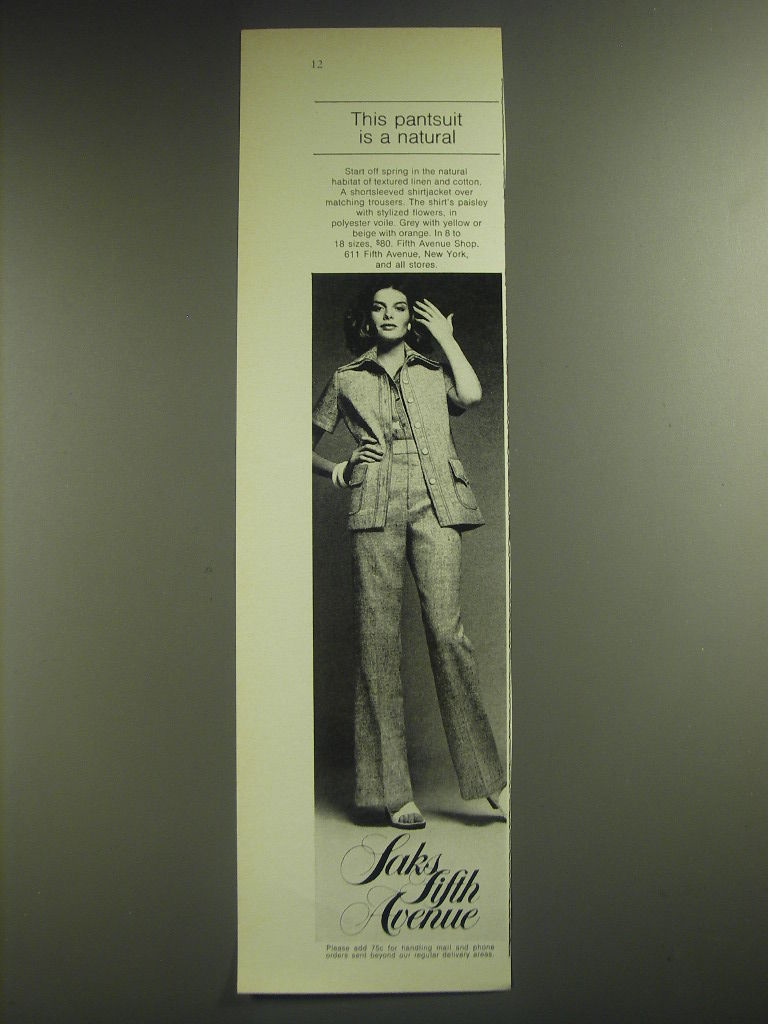 12
This pantsuit
is a natural
Start off spring in the natural
habitat of textured linen and cotton.
A shortsleeved shirtjacket over
matching trousers. The shirt's paisley
with stylized flowers, in
polyester voile. Grey with yellow or
beige with orange. In 8 to
18 sizes, $80. Fifth Avenue Shop.
611 Fifth Avenue, New York,
and all stores.
Saks
Fifth
Avenue
Please add 75c for handling mail and phone
orders sent beyond our regular delivery areas.